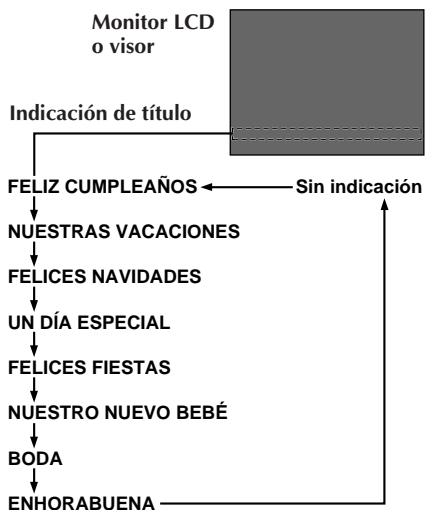 Monitor LCD
o visor
Indicación de título
FELIZ CUMPLEAÑOS
Sin indicación
NUESTRAS VACACIONES
FELICES NAVIDADES
UN DÍA ESPECIAL
FELICES FIESTAS
NUESTRO NUEVO BEBÉ
BODA
ENHORABUENA